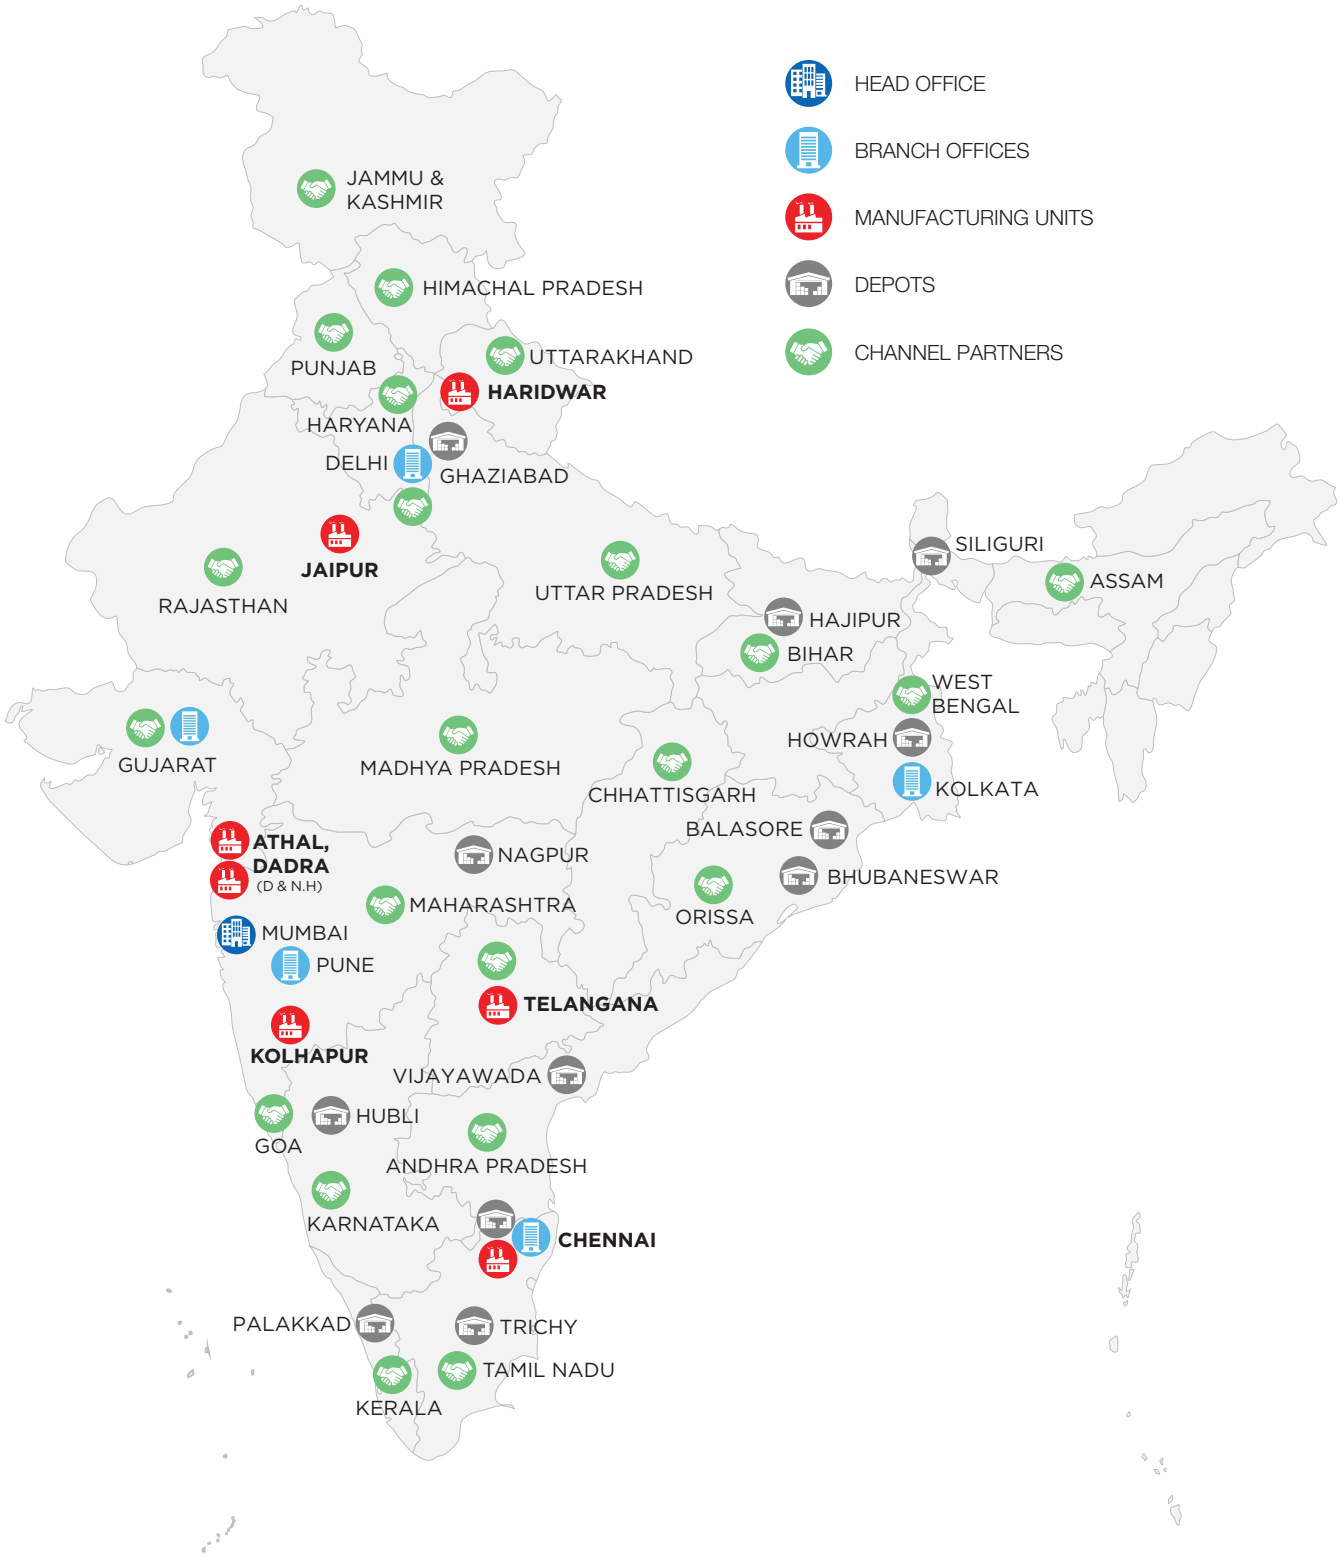 HEAD OFFICE
BRANCH OFFICES
MANUFACTURING UNITS
DEPOTS
CHANNEL PARTNERS
JAMMU &
KASHMIR
HIMACHAL PRADESH
PUNJAB
UTTARAKHAND
HARIDWAR
HARYANA
DELHI
GHAZIABAD
JAIPUR
RAJASTHAN
UTTAR PRADESH
SILIGURI
ASSAM
HAJIPUR
BIHAR
WEST
BENGAL
HOWRAH
KOLKATA
GUJARAT
MADHYA PRADESH
CHHATTISGARH
BALASORE
ATHAL,
DADRA
(D & N.H)
NAGPUR
BHUBANESWAR
MAHARASHTRA
ORISSA
MUMBAI
PUNE
TELANGANA
KOLHAPUR
VIJAYAWADA
HUBLI
GOA
ANDHRA PRADESH
KARNATAKA
CHENNAI
PALAKKAD
TRICHY
TAMIL NADU
KERALA